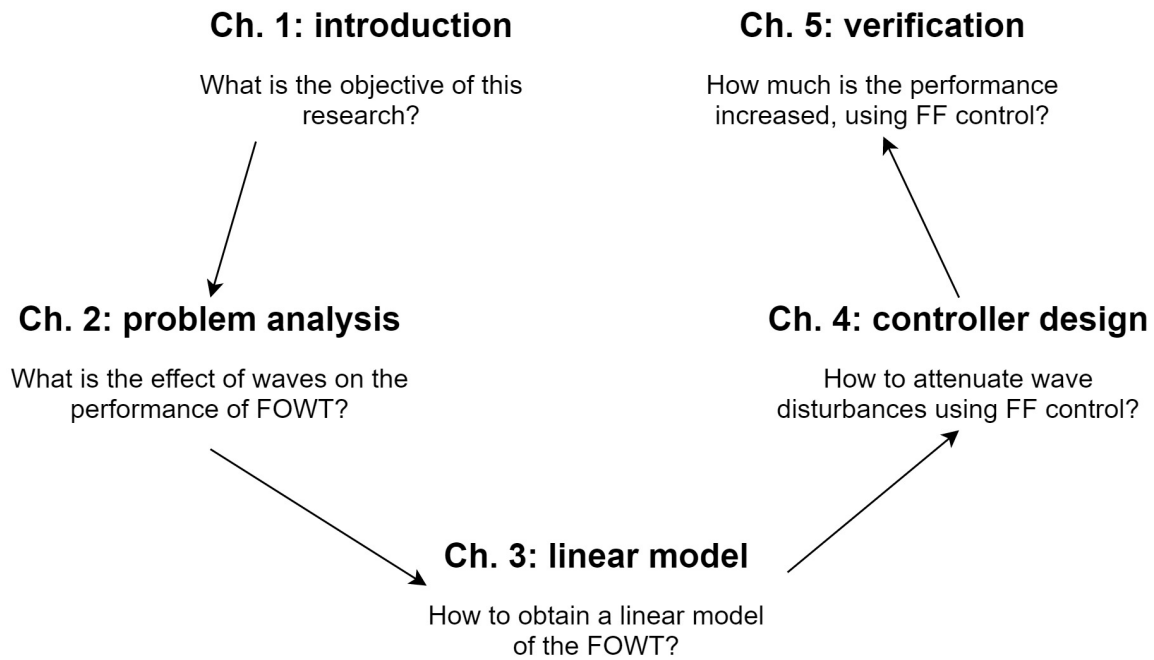 Ch. 1: introduction
What is the objective of this
research?
Ch. 2: problem analysis
What is the effect of waves on the
performance of FOWT?
Ch. 3: linear model
How to obtain a linear model
of the FOWT?
Ch. 4: controller design
How to attenuate wave
disturbances using FF control?
Ch. 5: verification
How much is the performance
increased, using FF control?